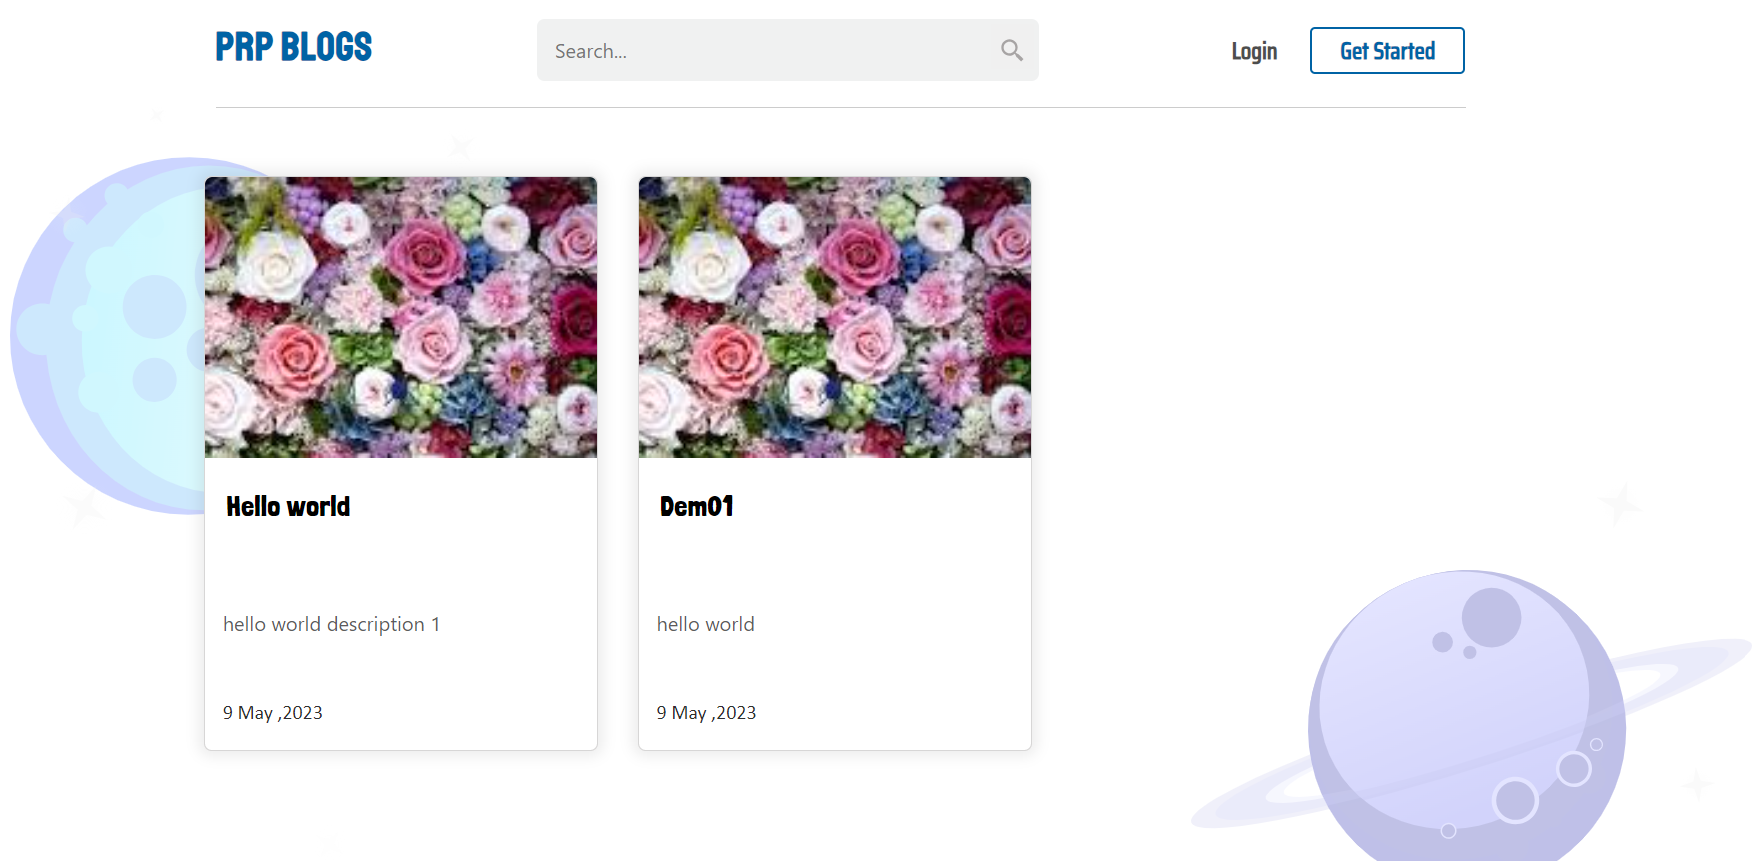 PRP BLOGS
Search...
Login
Get Started
Hello world
hello world description 1
9 May ,2023
Dem01
hello world
9 May ,2023